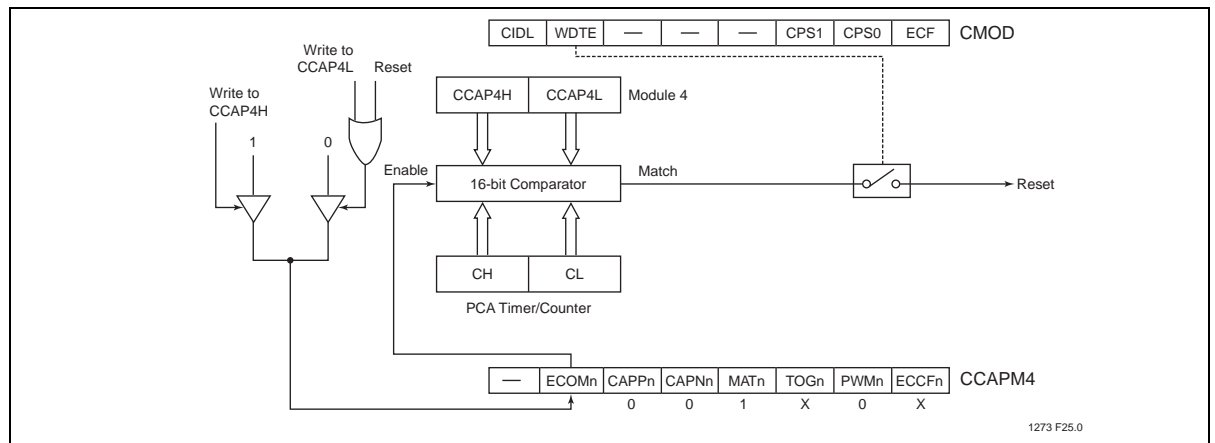 CIDL WDTE — — — CPS1 CPS0 ECF CMOD
Write to
CCAP4L Reset
Write to
CCAP4H
CCAP4H CCAP4L Module 4
1 0
Enable 16-bit Comparator Match Reset
CH CL
PCA Timer/Counter
— ECOMn CAPPn CAPNn MATn TOGn PWMn ECCFn CCAPM4
0 0 1 X 0 X
1273 F25.0